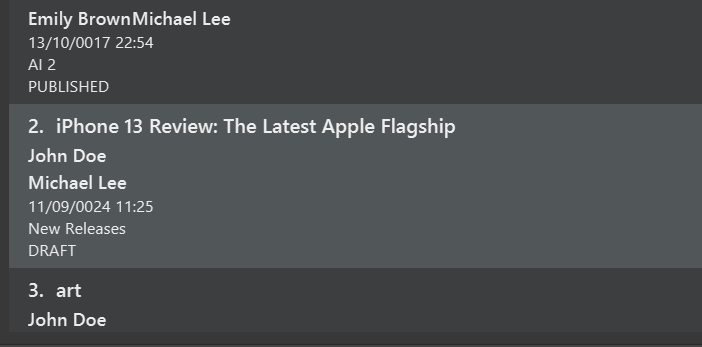 Emily BrownMichael Lee
13/10/0017 22:54
AI 2
PUBLISHED
2. iPhone 13 Review: The Latest Apple Flagship
John Doe
Michael Lee
11/09/0024 11:25
New Releases
DRAFT
3. art
John Doe